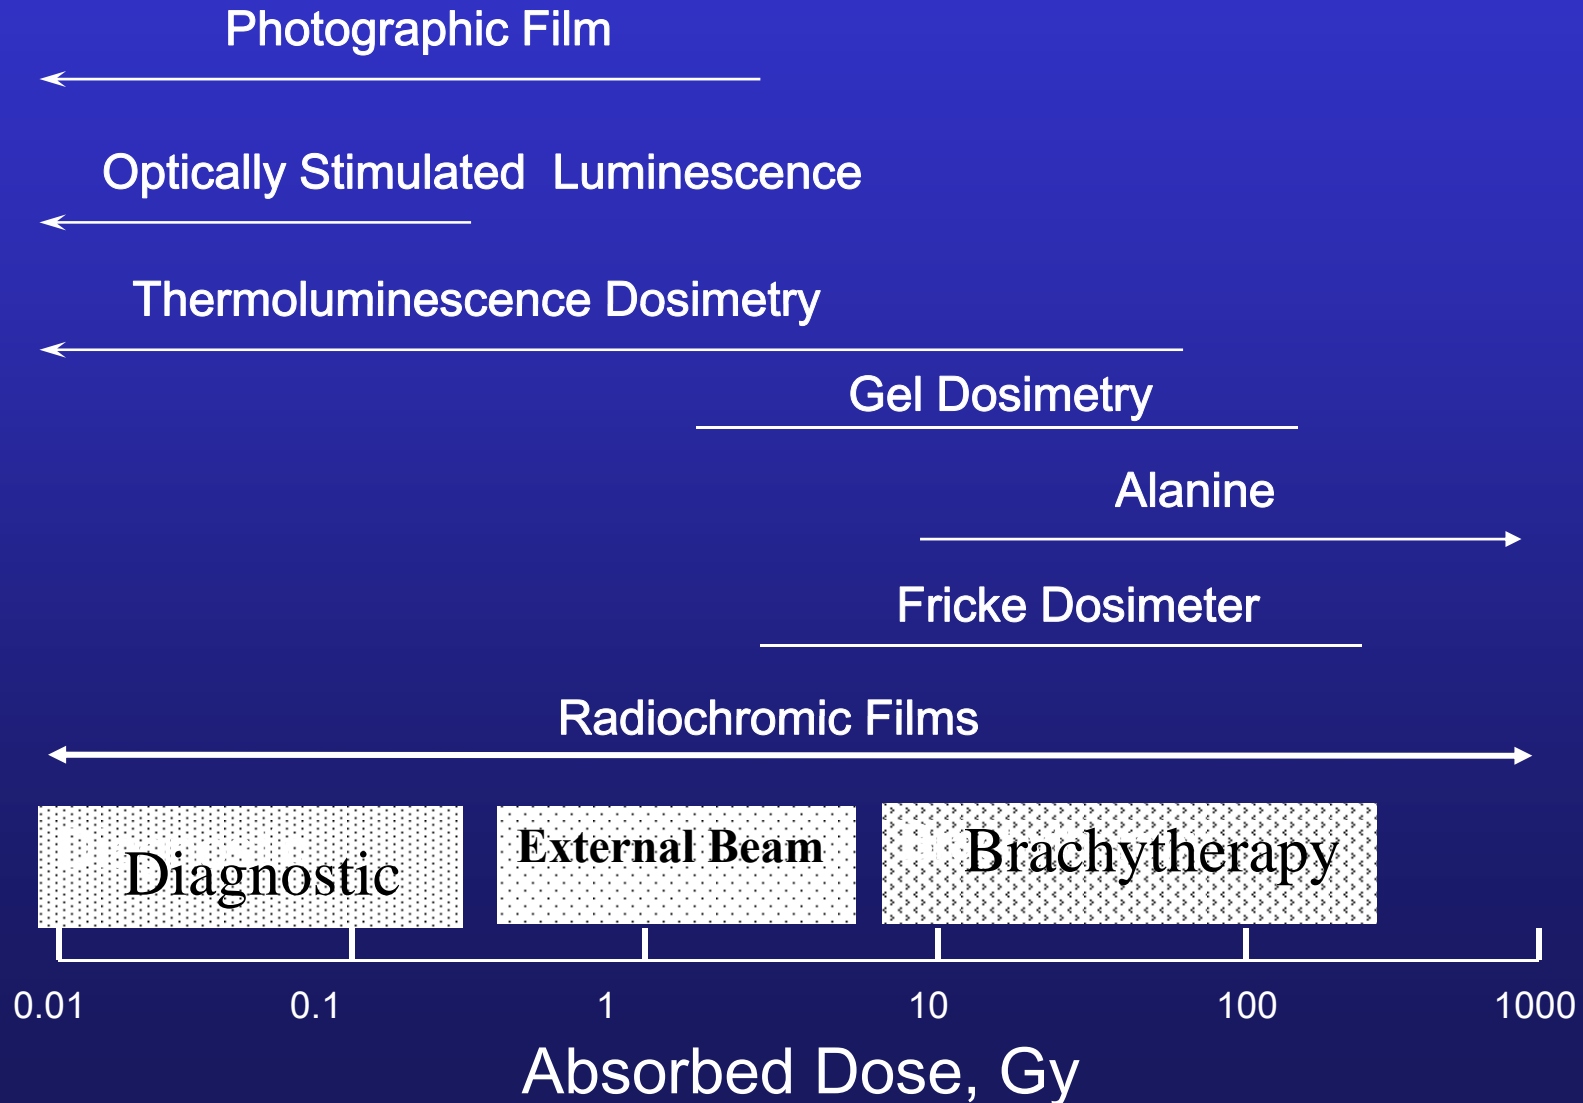 Photographic Film
Optically Stimulated Luminescence
Thermoluminescence Dosimetry
Gel Dosimetry
Alanine
Fricke Dosimeter
Radiochromic Films
Diagnostic
External Beam
Brachytherapy
0.01 0.1 1 10 100 1000
Absorbed Dose, Gy